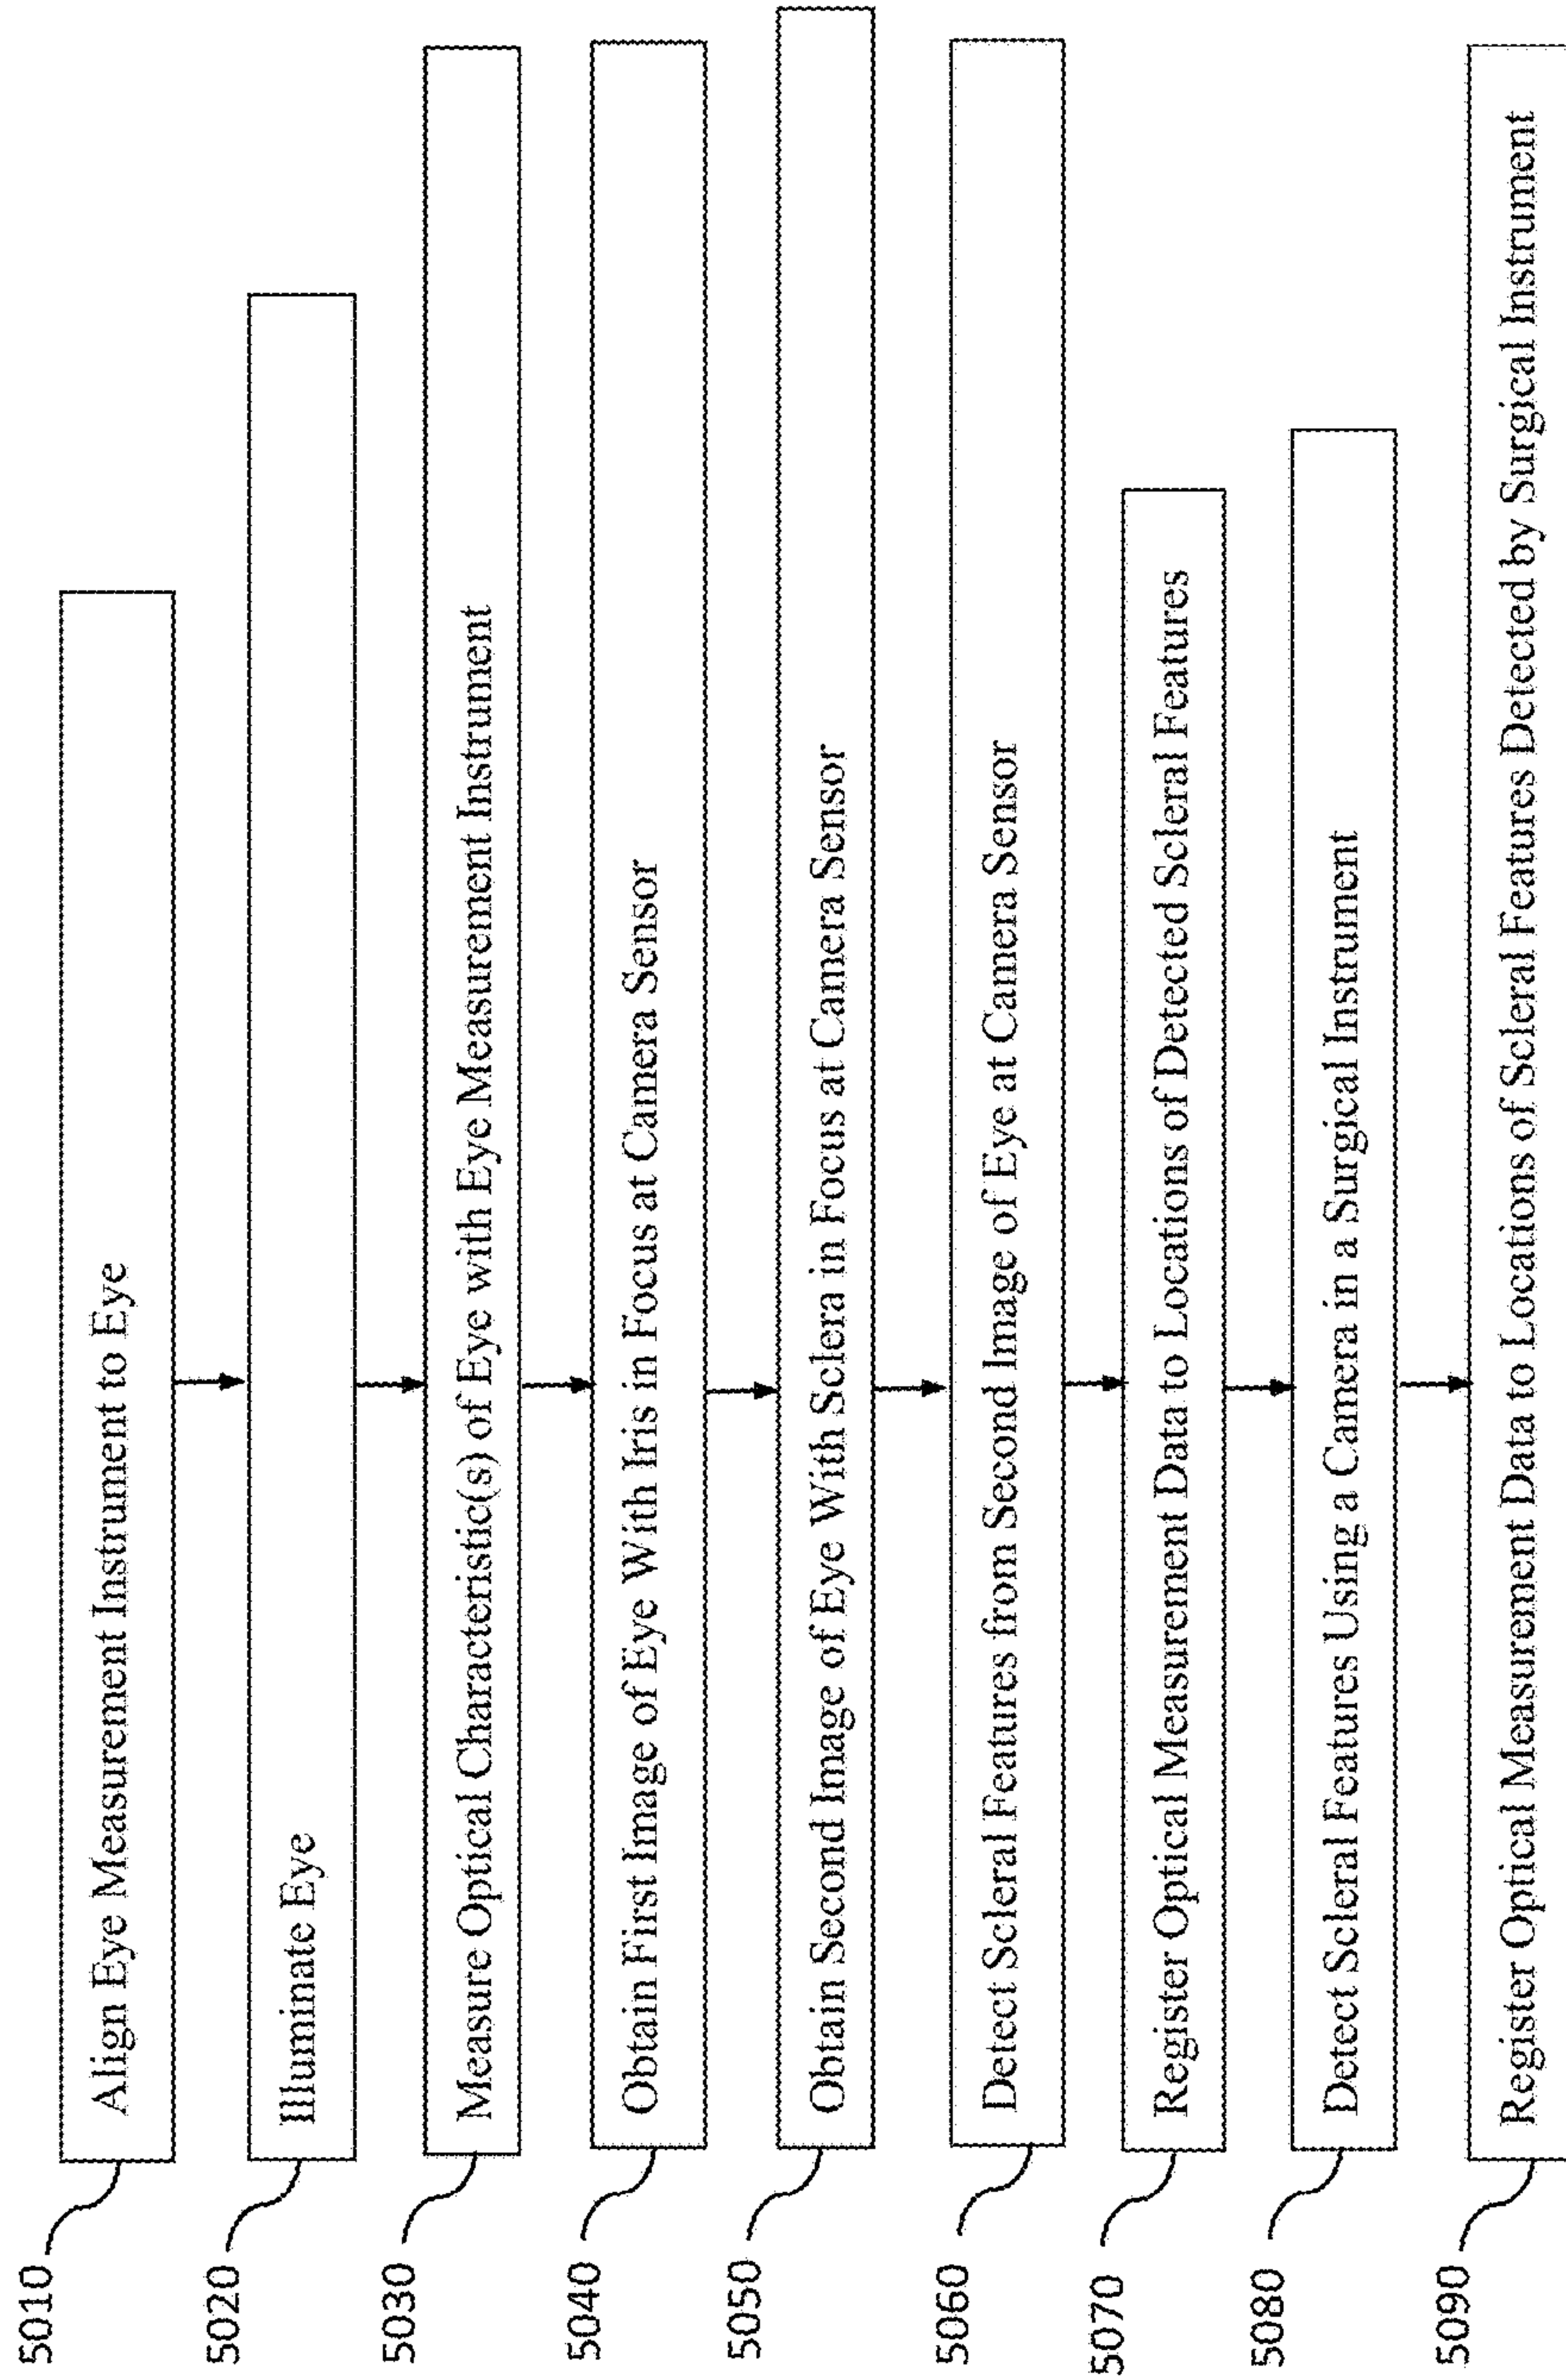 5010 Align Eye Measurement Instrument to Eye
5020 Illuminate Eye
5030 Measure Optical Characteristic(s) of Eye with Eye Measurement Instrument
5040 Obtain First Image of Eye With Iris in Focus at Camera Sensor
5050 Obtain Second Image of Eye With Sclera in Focus at Camera Sensor
5060 Detect Scleral Features from Second Image of Eye at Camera Sensor
5070 Register Optical Measurement Data to Locations of Detected Scleral Features
5080 Detect Scleral Features Using a Camera in a Surgical Instrument
5090 Register Optical Measurement Data to Locations of Scleral Features Detected by Surgical Instrument